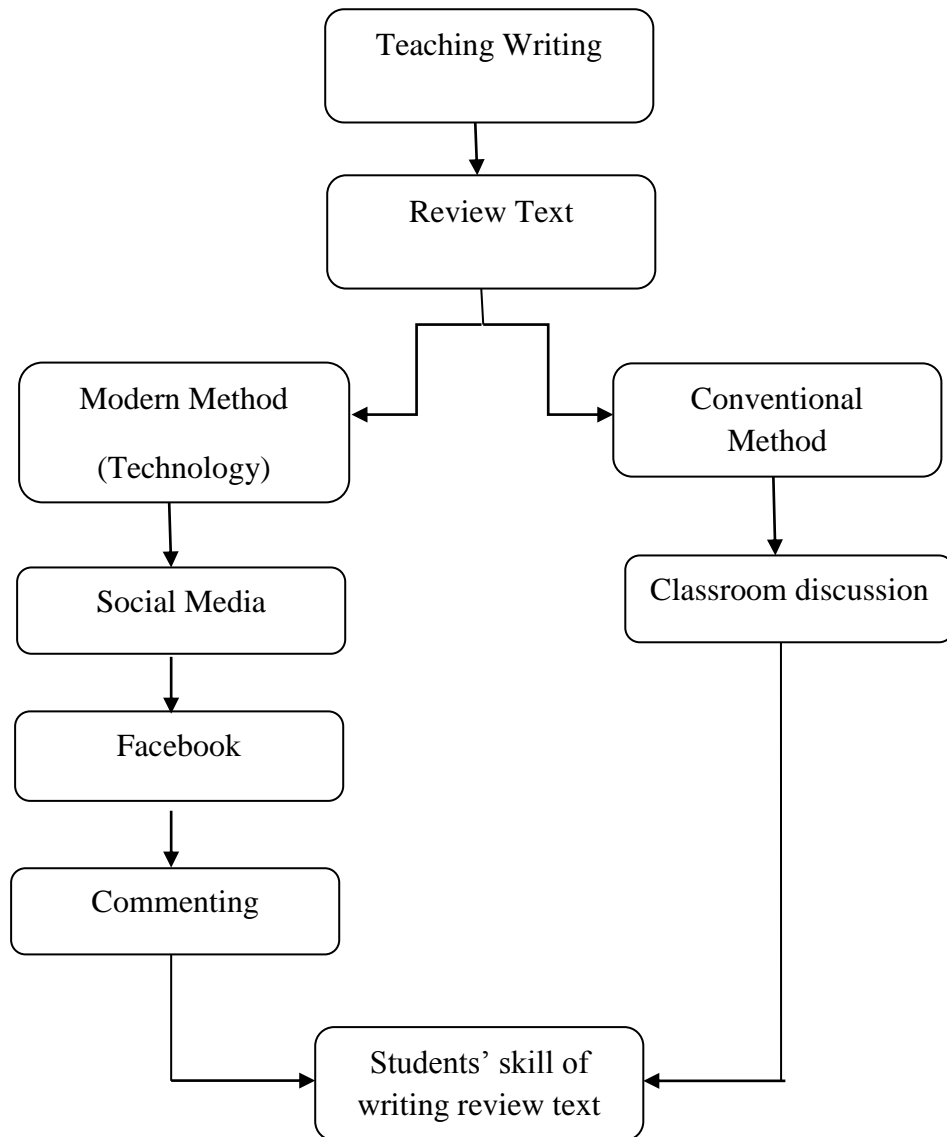 Teaching Writing
Review Text
Modern Method
(Technology)
Conventional
Method
Social Media
Classroom discussion
Facebook
Commenting
Students’ skill of
writing review text